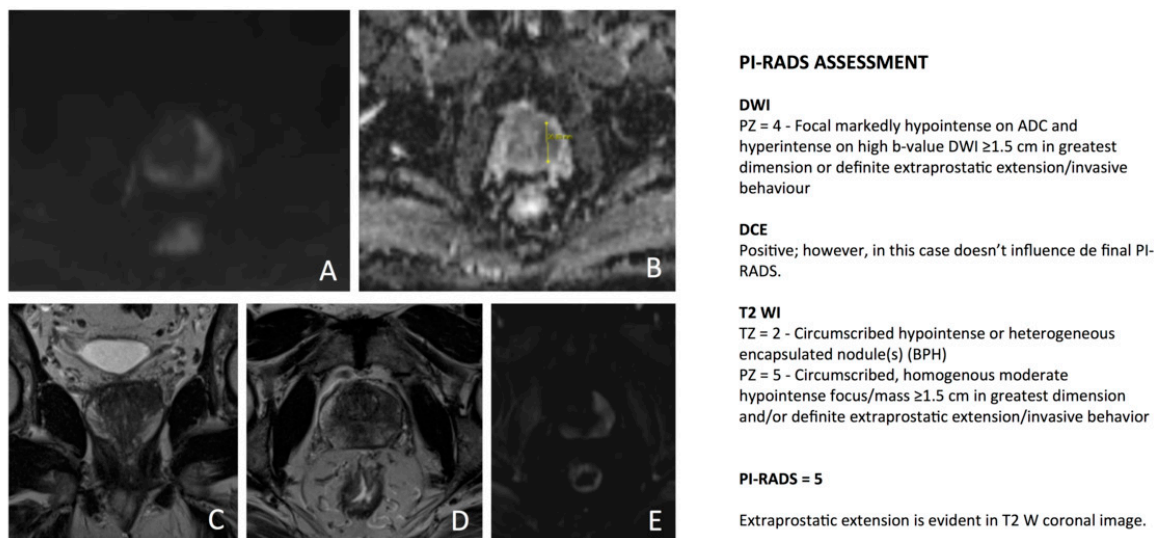 A
B
C
D
E
PI-RADS ASSESSMENT
DWI
PZ = 4 - Focal markedly hypointense on ADC and
hyperintense on high b-value DWI ≥1.5 cm in greatest
dimension or definite extraprostatic extension/invasive
behaviour
DCE
Positive; however, in this case doesn't influence de final PI-
RADS.
T2 WI
TZ = 2 - Circumscribed hypointense or heterogeneous
encapsulated nodule(s) (BPH)
PZ = 5 - Circumscribed, homogenous moderate
hypointense focus/mass ≥1.5 cm in greatest dimension
and/or definite extraprostatic extension/invasive behavior
PI-RADS = 5
Extraprostatic extension is evident in T2 W coronal image.